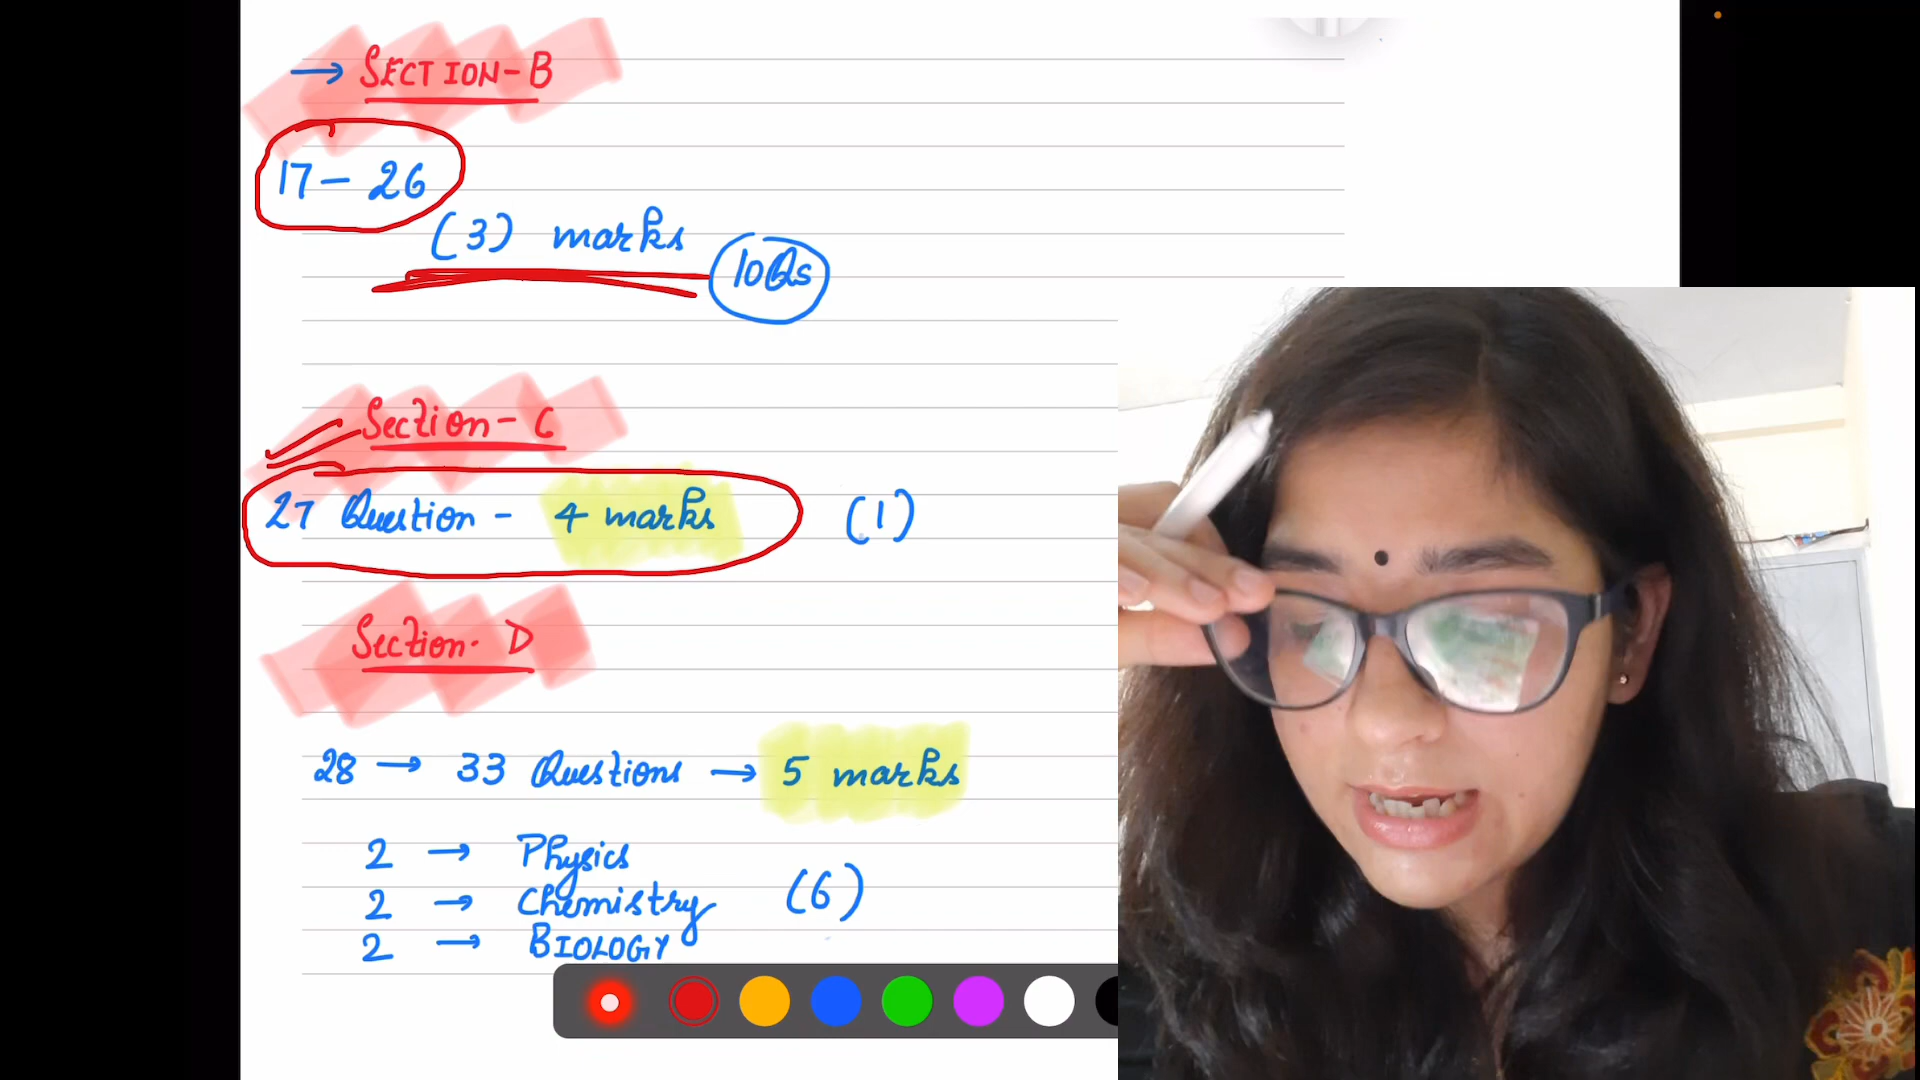 → SECTION-B
17 - 26
(3) marks
10Qs
Section - C
27 Question - 4 marks (1)
Section - D
28 → 33 Questions → 5 marks
2 → Physics
2 → Chemistry (6)
2 → BIOLOGY